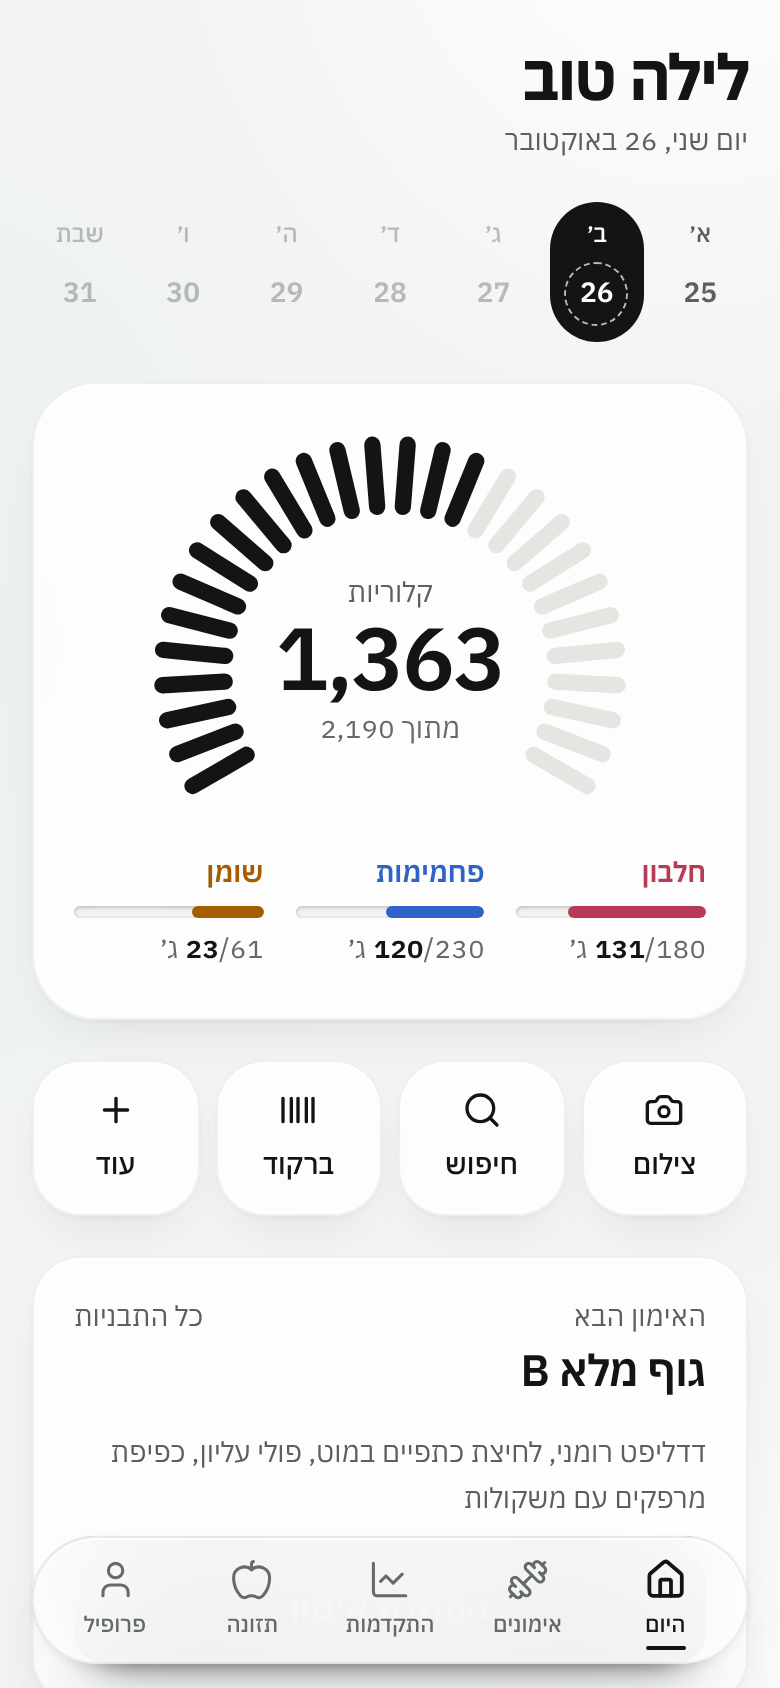 לילה טוב
יום שני, 26 באוקטובר
א׳ ב׳ ג׳ ד׳ ה׳ ו׳ שבת
25 26 27 28 29 30 31
קלוריות
1,363
מתוך 2,190
חלבון פחמימות שומן
131/180 ג׳ 120/230 ג׳ 23/61 ג׳
צילום חיפוש ברקוד עוד
האימון הבא כל התבניות
גוף מלא B
דדליפט רומני, לחיצת כתפיים במוט, פולי עליון, כפיפת
מרפקים עם משקולות
היום אימונים התקדמות תזונה פרופיל